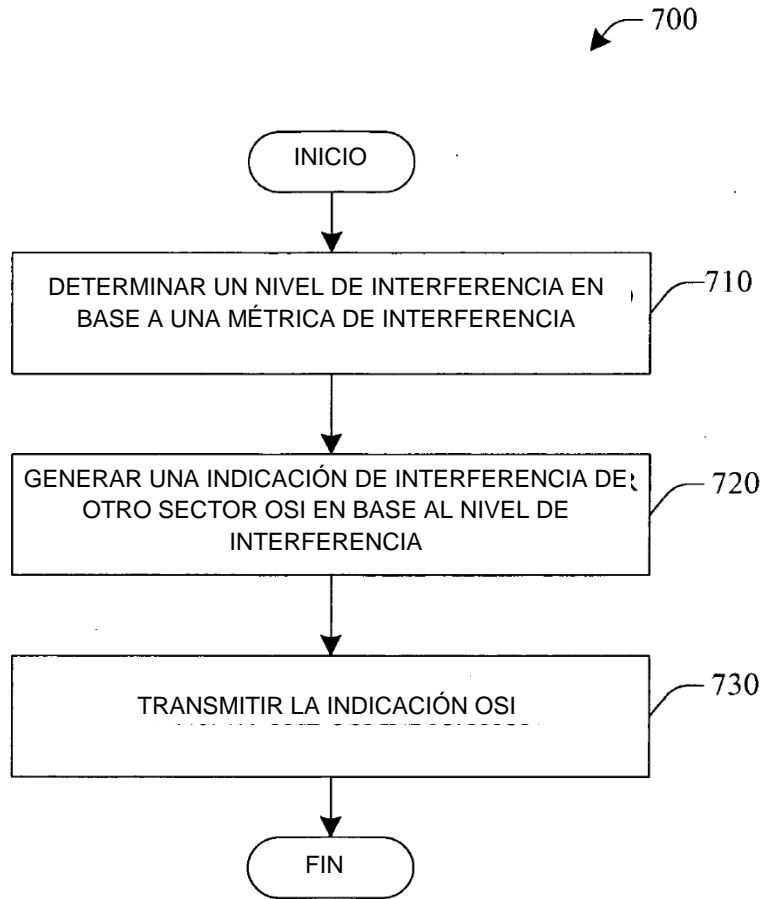 700
INICIO
DETERMINAR UN NIVEL DE INTERFERENCIA EN
BASE A UNA MÉTRICA DE INTERFERENCIA
710
GENERAR UNA INDICACIÓN DE INTERFERENCIA DE
OTRO SECTOR OSI EN BASE AL NIVEL DE
INTERFERENCIA
720
TRANSMITIR LA INDICACIÓN OSI
730
FIN